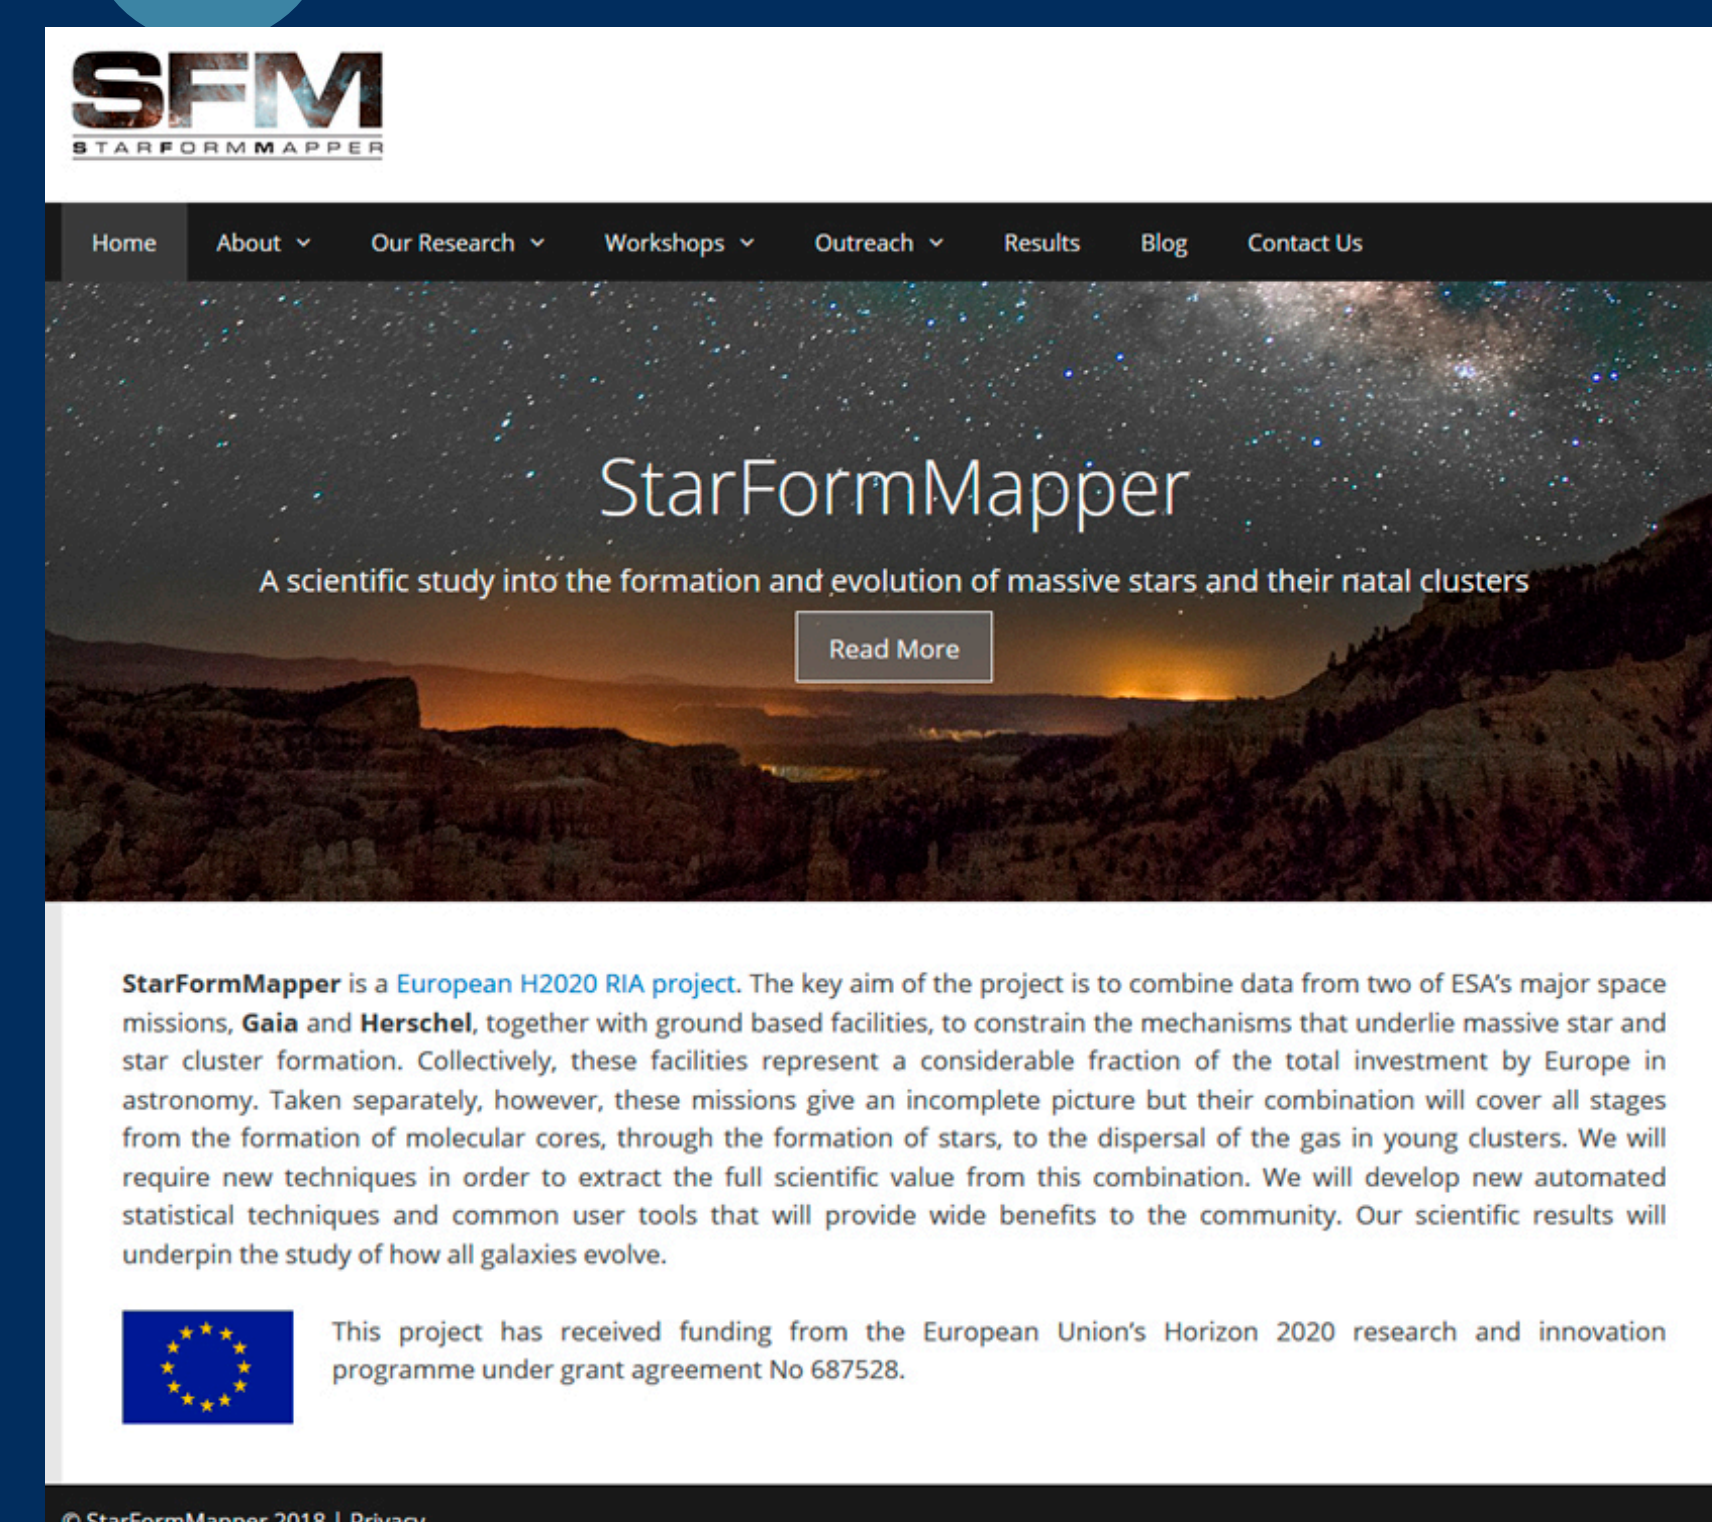 SFM
STARFORMMAPPER
Home About Our Research Workshops Outreach Results Blog Contact Us
StarFormMapper
A scientific study into the formation and evolution of massive stars and their natal clusters
Read More
StarFormMapper is a European H2020 RIA project. The key aim of the project is to combine data from two of ESA’s major space
missions, Gaia and Herschel, together with ground based facilities, to constrain the mechanisms that underlie massive star and
star cluster formation. Collectively, these facilities represent a considerable fraction of the total investment by Europe in
astronomy. Taken separately, however, these missions give an incomplete picture but their combination will cover all stages
from the formation of molecular cores, through the formation of stars, to the dispersal of the gas in young clusters. We will
require new techniques in order to extract the full scientific value from this combination. We will develop new automated
statistical techniques and common user tools that will provide wide benefits to the community. Our scientific results will
underpin the study of how all galaxies evolve.
This project has received funding from the European Union’s Horizon 2020 research and innovation
programme under grant agreement No 687528.
© StarFormMapper 2018 | Privacy